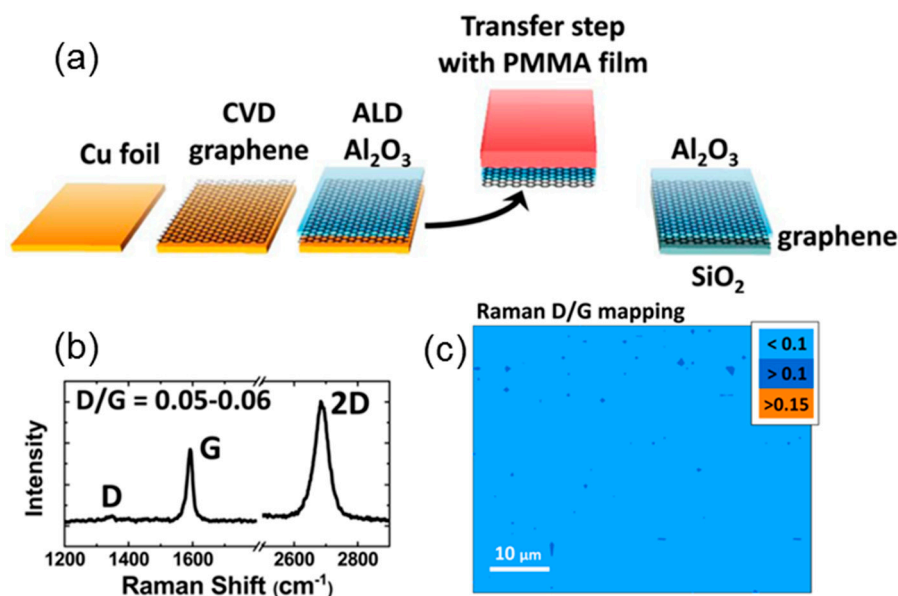 (a)
Transfer step
with PMMA film
Cu foil
CVD
graphene
ALD
Al₂O₃
Al₂O₃
graphene
SiO₂
(b)
D/G = 0.05-0.06
D
G
2D
Intensity
1200
1400
1600
2600
2800
Raman Shift (cm⁻¹)
(c)
Raman D/G mapping
< 0.1
> 0.1
>0.15
10 μm